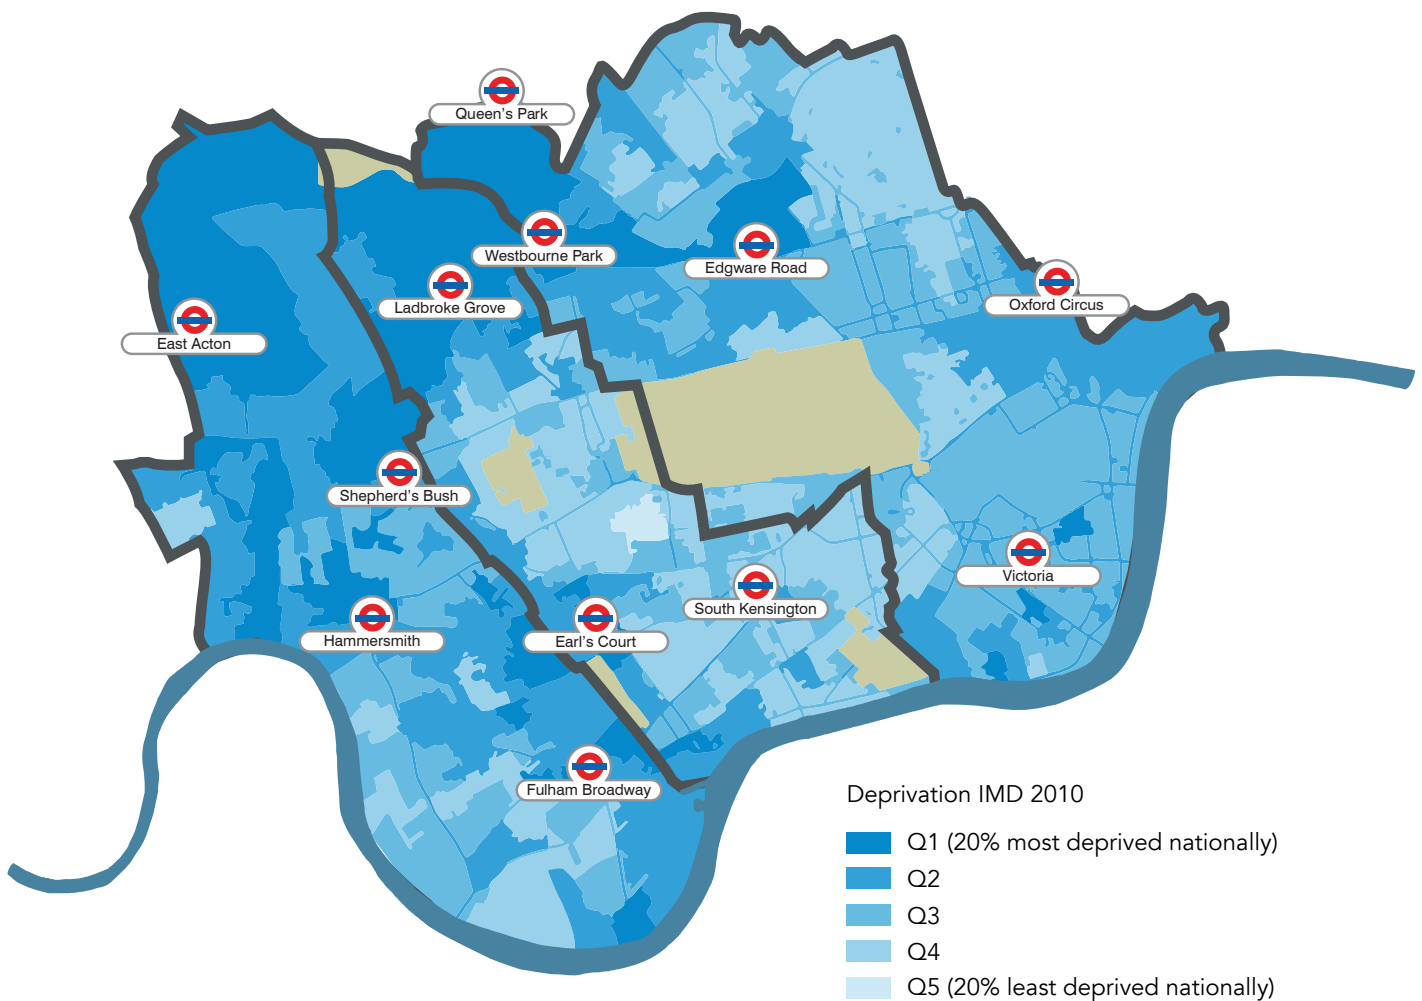 Queen's Park
Westbourne Park
Edgware Road
Ladbroke Grove
Oxford Circus
East Acton
Shepherd's Bush
Victoria
South Kensington
Hammersmith
Earl's Court
Fulham Broadway
Deprivation IMD 2010
Q1 (20% most deprived nationally)
Q2
Q3
Q4
Q5 (20% least deprived nationally)